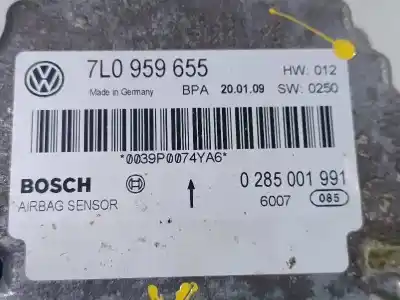 7L0 959 655
HW: 012
Made in Germany BPA 20.01.09 SW: 0250
*0039P0074YA6*
BOSCH 0 285 001 991
AIRBAG SENSOR 6007 085